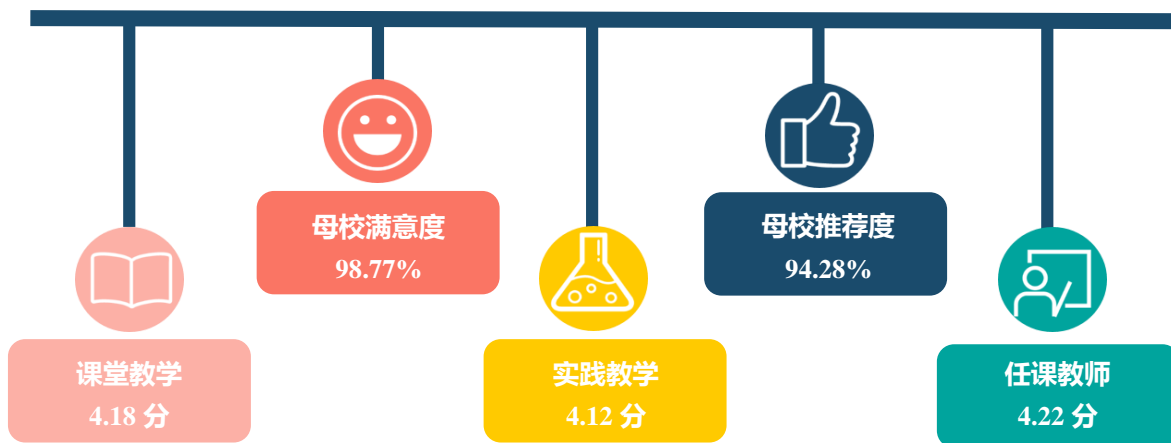 母校满意度
98.77%
母校推荐度
94.28%
课堂教学
4.18 分
实践教学
4.12 分
任课教师
4.22 分